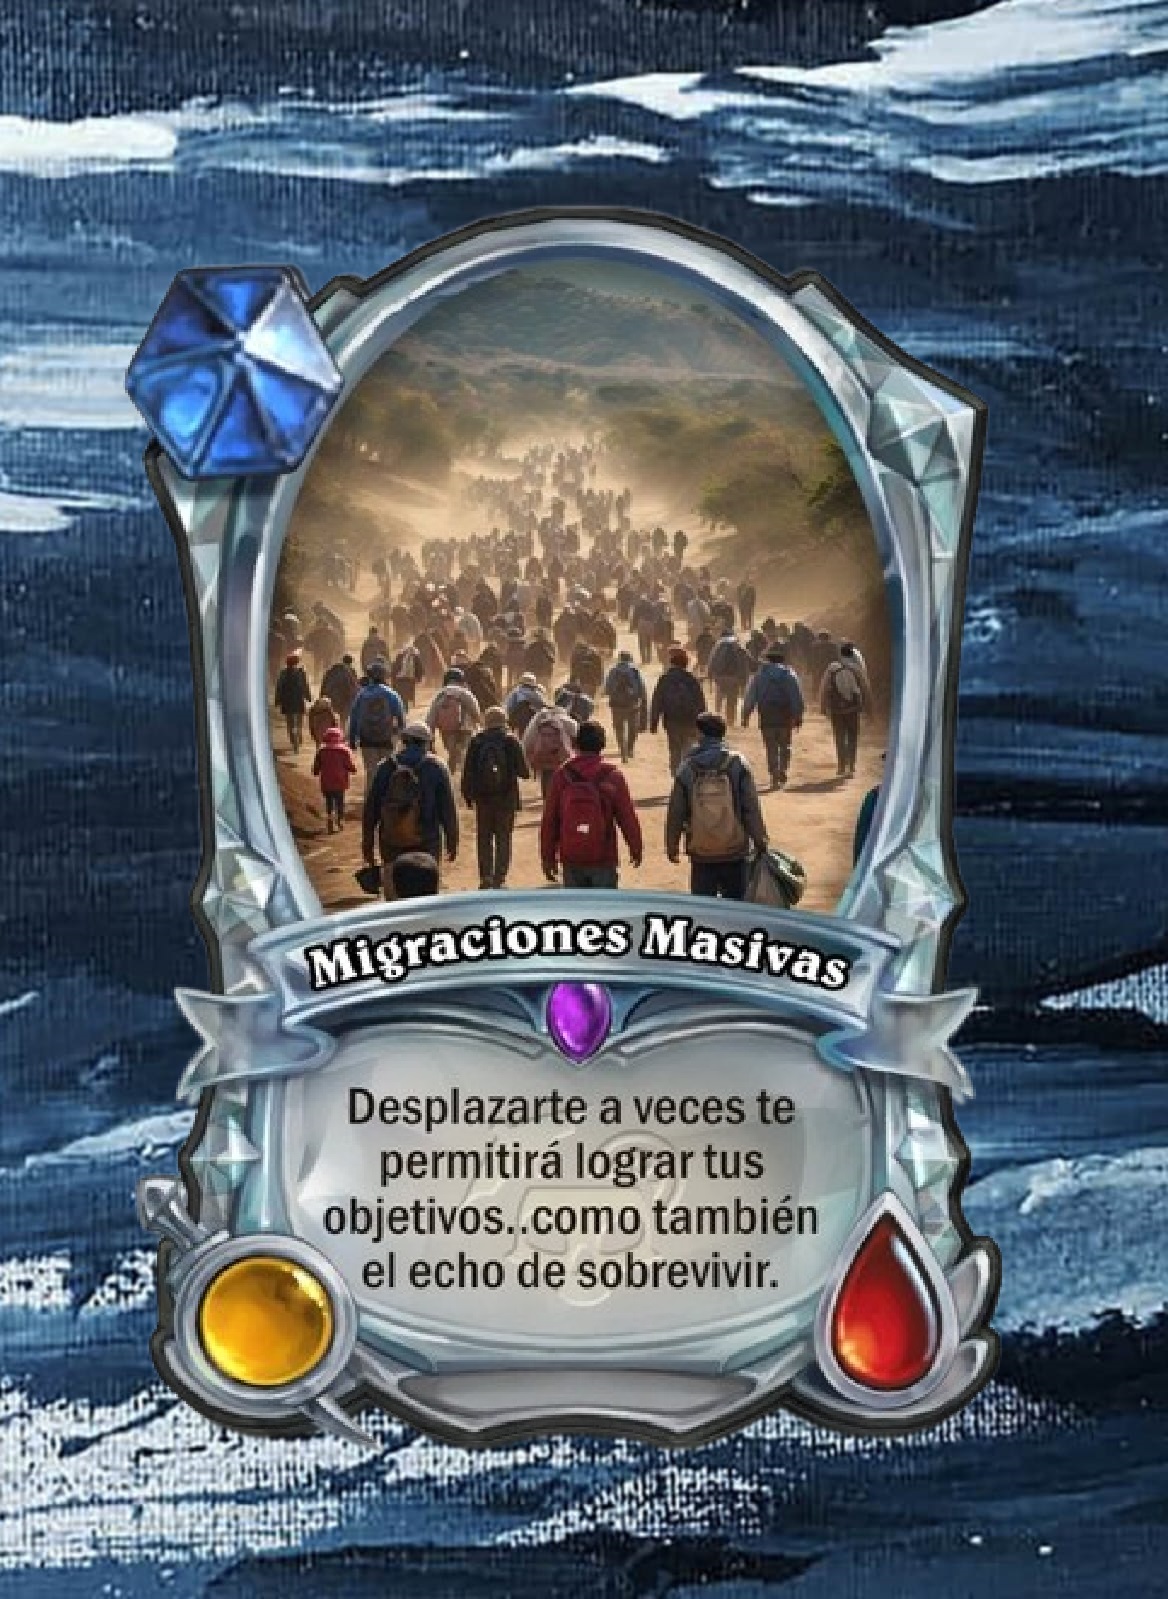 Migraciones Masivas
Desplazarte a veces te
permitirá lograr tus
objetivos..como también
el echo de sobrevivir.